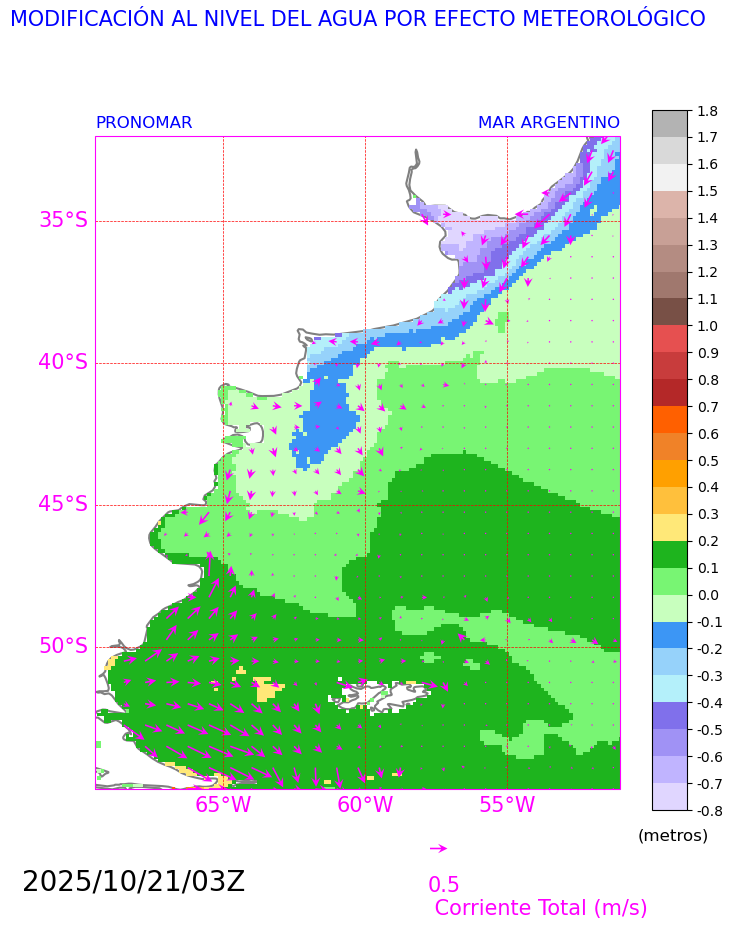 MODIFICACIÓN AL NIVEL DEL AGUA POR EFECTO METEOROLÓGICO
PRONOMAR MAR ARGENTINO
1.8
1.7
1.6
1.5
1.4
1.3
1.2
1.1
1.0
0.9
0.8
0.7
0.6
0.5
0.4
0.3
0.2
0.1
0.0
-0.1
-0.2
-0.3
-0.4
-0.5
-0.6
-0.7
-0.8
(metros)
35°S
40°S
45°S
50°S
65°W 60°W 55°W
2025/10/21/03Z
0.5
Corriente Total (m/s)